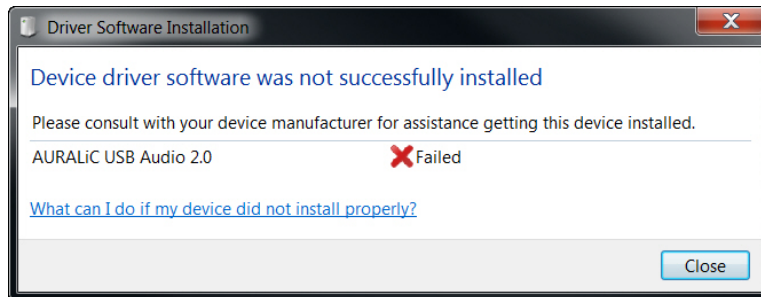 Driver Software Installation
Device driver software was not successfully installed
Please consult with your device manufacturer for assistance getting this device installed.
AURALiC USB Audio 2.0 Failed
What can I do if my device did not install properly?
Close